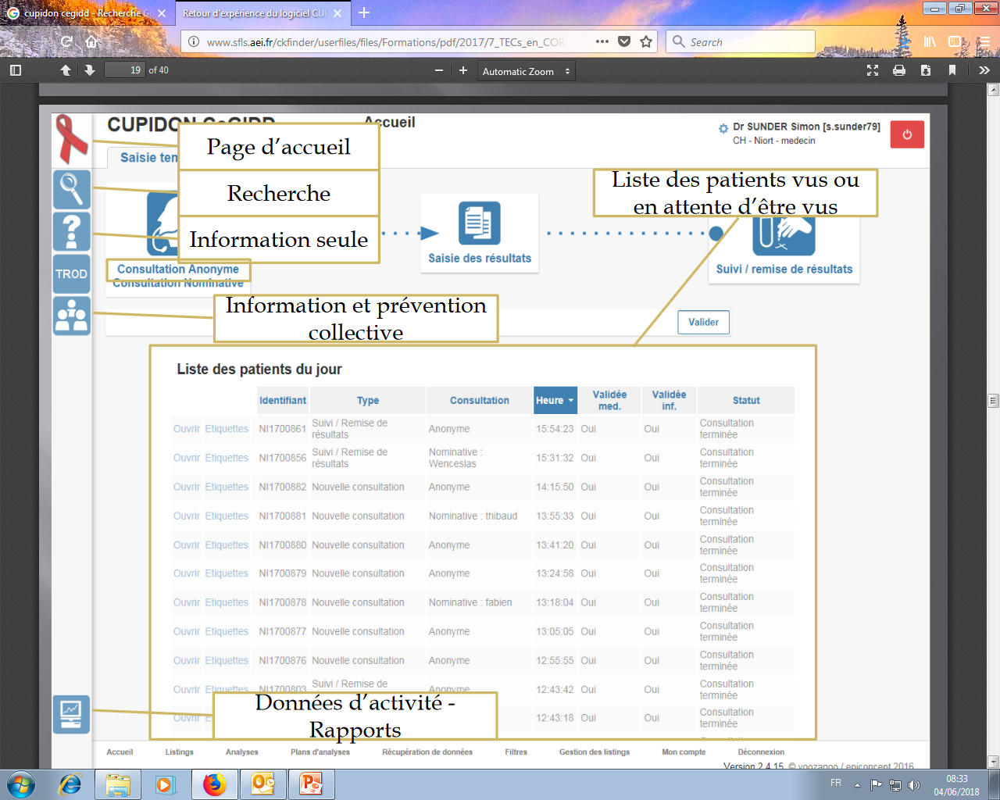 cupidon cegidd - Recherche
Retour d'expérience du logiciel CU
www.sfls.aei.fr/ckfinder/userfiles/files/Formations/pdf/2017/7_TECs_en_COR
Search
19 of 40
Automatic Zoom
CUPIDON CeGIDD
Accueil
Dr SUNDER Simon [s.sunder79]
CH - Niort - medecin
Saisie ten
Page d'accueil
Recherche
Information seule
Liste des patients vus ou
en attente d'être vus
TROD
Consultation Anonyme
Consultation Nominative
Saisie des résultats
Suivi / remise de résultats
Information et prévention
collective
Valider
Liste des patients du jour
Identifiant Type Consultation Heure Validée med. Validée inf. Statut
Ouvrir Etiquettes NI1700861 Suivi / Remise de résultats Anonyme 15:54:23 Oui Oui Consultation terminée
Ouvrir Etiquettes NI1700856 Suivi / Remise de résultats Nominative : Wenceslas 15:31:32 Oui Oui Consultation terminée
Ouvrir Etiquettes NI1700882 Nouvelle consultation Anonyme 14:15:50 Oui Oui Consultation terminée
Ouvrir Etiquettes NI1700881 Nouvelle consultation Nominative : thibaud 13:55:33 Oui Oui Consultation terminée
Ouvrir Etiquettes NI1700880 Nouvelle consultation Anonyme 13:41:20 Oui Oui Consultation terminée
Ouvrir Etiquettes NI1700879 Nouvelle consultation Anonyme 13:24:58 Oui Oui Consultation terminée
Ouvrir Etiquettes NI1700878 Nouvelle consultation Nominative : fabien 13:18:04 Oui Oui Consultation terminée
Ouvrir Etiquettes NI1700877 Nouvelle consultation Anonyme 13:05:05 Oui Oui Consultation terminée
Ouvrir Etiquettes NI1700876 Nouvelle consultation Anonyme 12:55:55 Oui Oui Consultation terminée
Ouvrir Etiquettes NI1700803 Suivi / Remise de Anonyme 12:43:42 Oui Oui Consultation terminée
Ouvrir 12:43:18 Oui Oui Consultation terminée
Données d'activité -
Rapports
Accueil Listings Analyses Plans d'analyses Récupération de données Filtres Gestion des listings Mon compte Déconnexion
Version 2.4.15 © voozanoo / epiconcept 2016
FR
08:33
04/06/2018